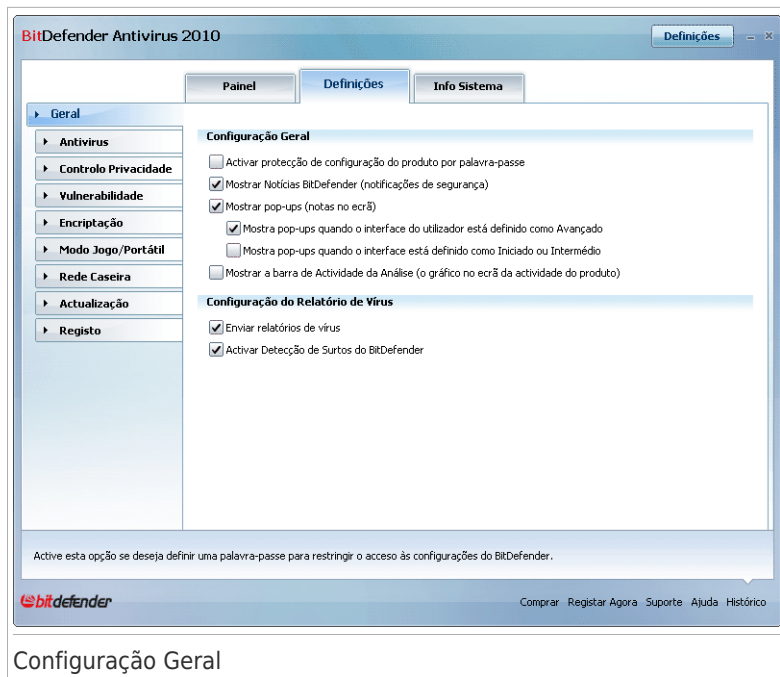 BitDefender Antivirus 2010
Definições
Painel
Definições
Info Sistema
Geral
Antivirus
Controlo Privacidade
Vulnerabilidade
Encriptação
Modo Jogo/Portátil
Rede Caseira
Actualização
Registo
Configuração Geral
Activar protecção de configuração do produto por palavra-passe
Mostrar Notícias BitDefender (notificações de segurança)
Mostrar pop-ups (notas no ecrã)
Mostra pop-ups quando o interface do utilizador está definido como Avançado
Mostra pop-ups quando o interface está definido como Iniciado ou Intermédio
Mostrar a barra de Actividade da Análise (o gráfico no ecrã da actividade do produto)
Configuração do Relatório de Vírus
Enviar relatórios de vírus
Activar Detecção de Surtos do BitDefender
Active esta opção se deseja definir uma palavra-passe para restringir o acceso às configurações do BitDefender.
bitdefender
Comprar Registar Agora Suporte Ajuda Histórico
Configuração Geral